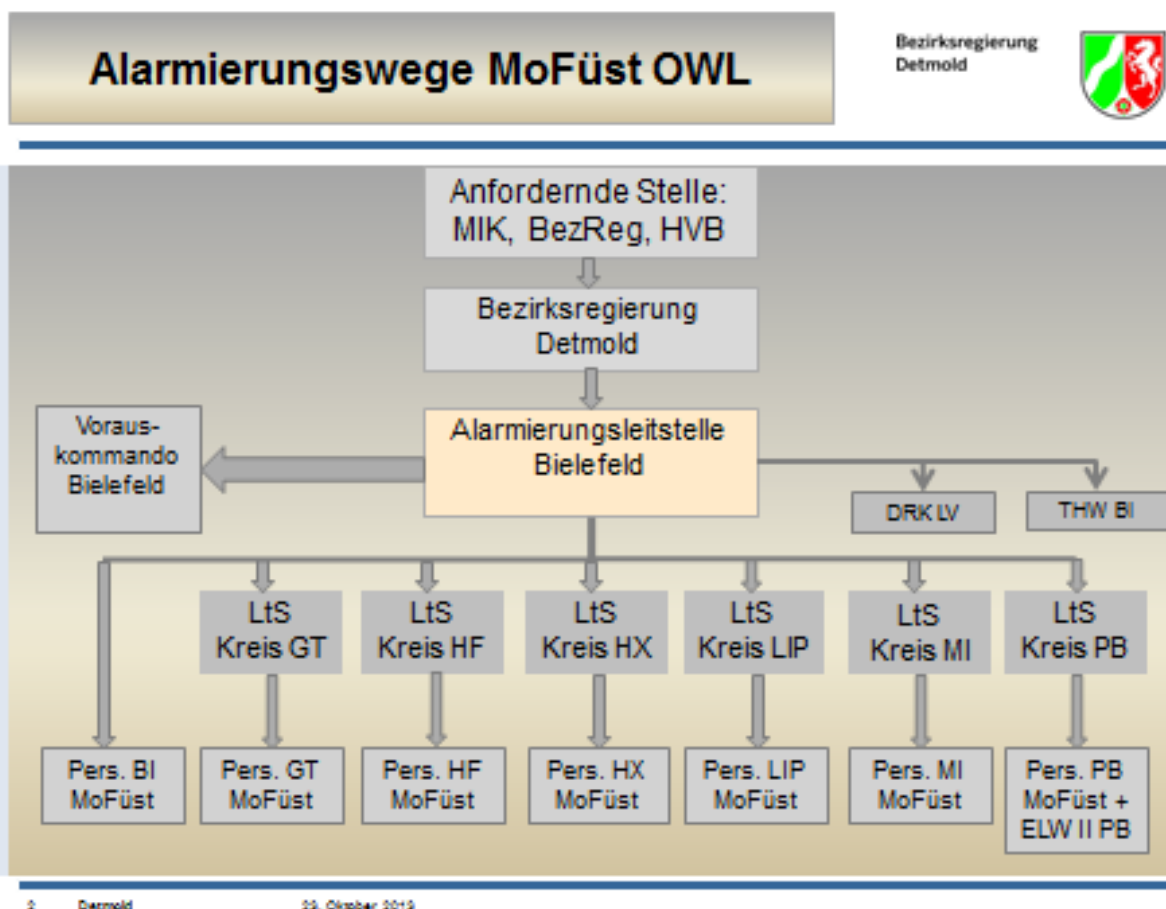 Alarmierungswege MoFüst OWL
Bezirksregierung
Detmold
Anfordernde Stelle:
MIK, BezReg, HVB
Bezirksregierung
Detmold
Voraus-
kommando
Bielefeld
Alarmierungsleitstelle
Bielefeld
DRK LV
THW BI
LtS
Kreis GT
LtS
Kreis HF
LtS
Kreis HX
LtS
Kreis LIP
LtS
Kreis MI
LtS
Kreis PB
Pers. BI
MoFüst
Pers. GT
MoFüst
Pers. HF
MoFüst
Pers. HX
MoFüst
Pers. LIP
MoFüst
Pers. MI
MoFüst
Pers. PB
MoFüst +
ELW II PB
2 Detmold Oktober